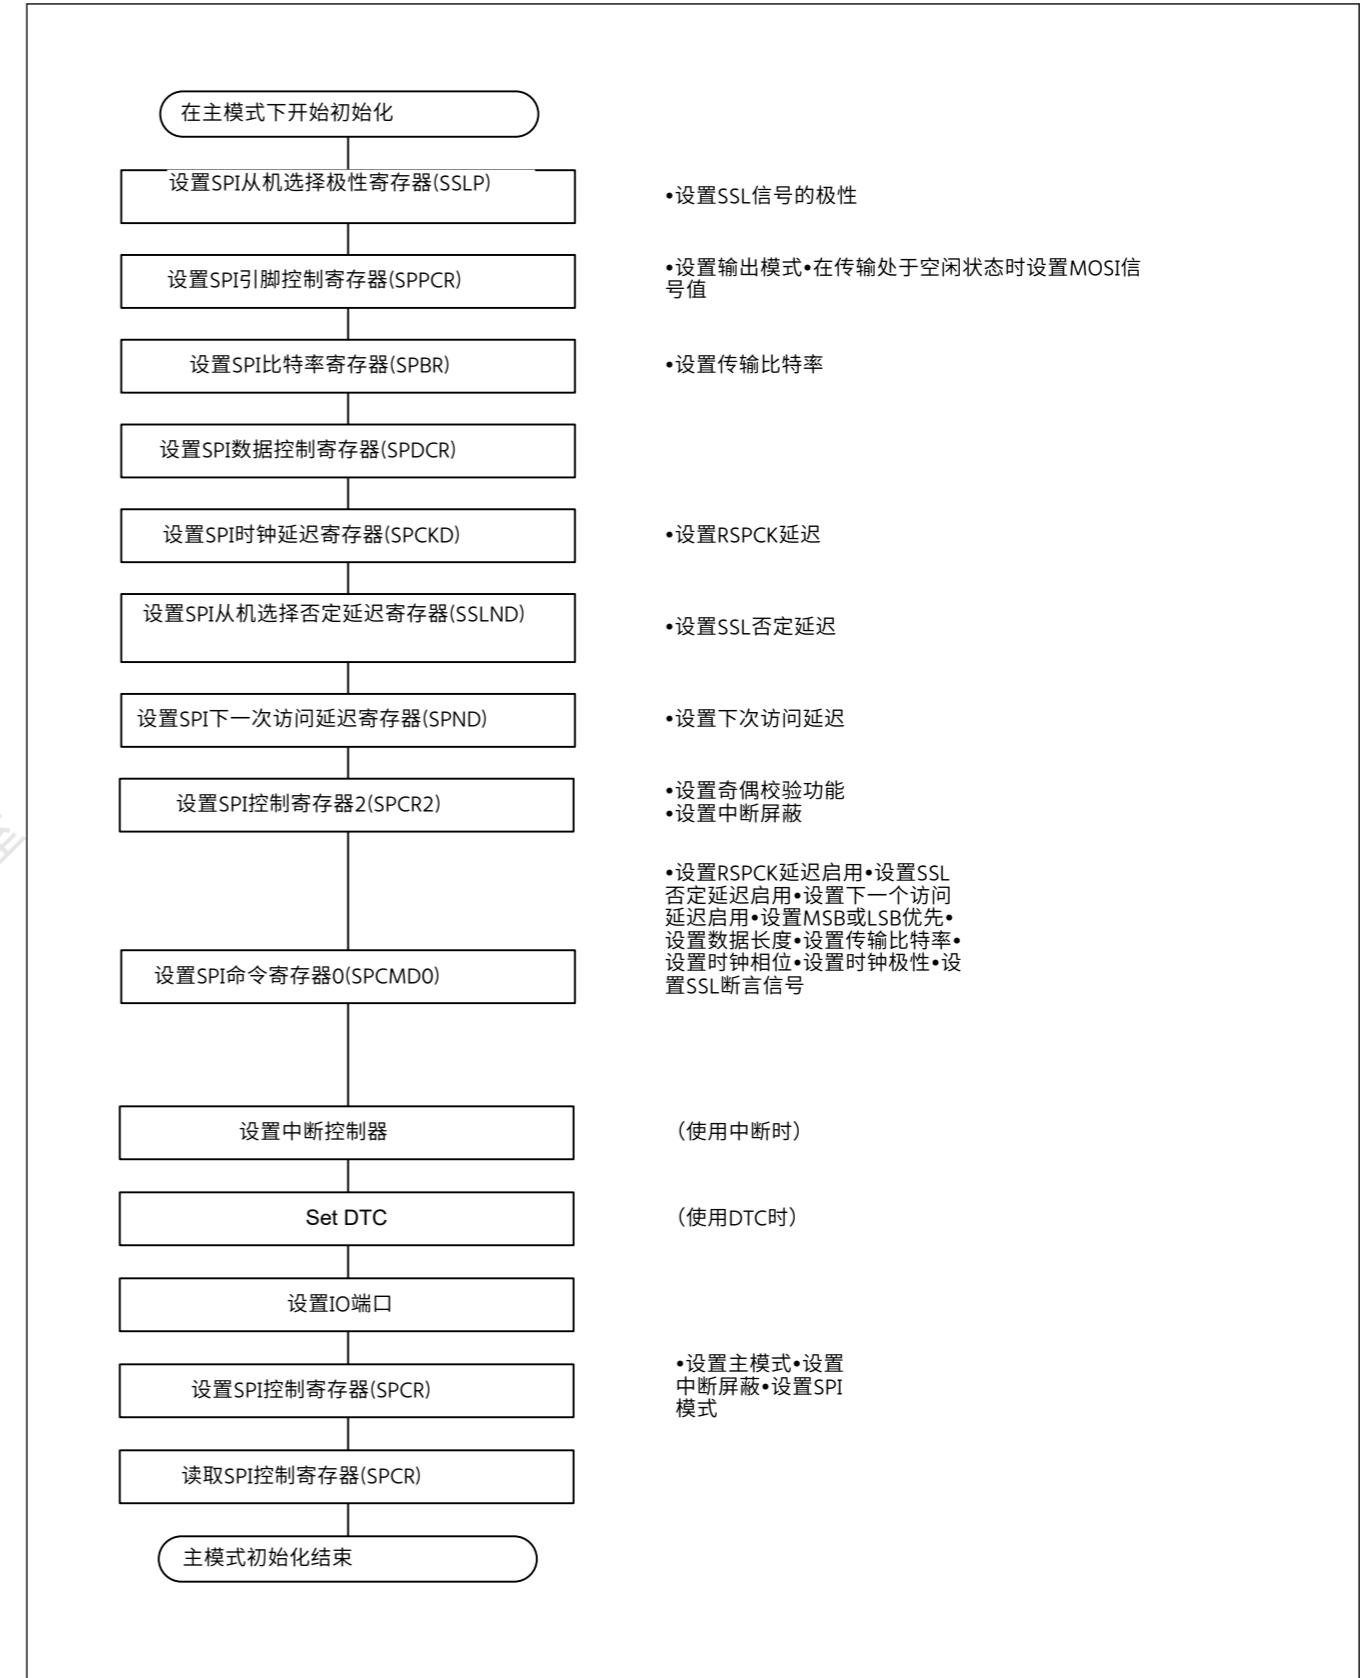 在主模式下开始初始化
设置SPI从机选择极性寄存器(SSLP)
•设置SSL信号的极性
设置SPI引脚控制寄存器(SPPCR)
•设置输出模式•在传输处于空闲状态时设置MOSI信
号值
设置SPI比特率寄存器(SPBR)
•设置传输比特率
设置SPI数据控制寄存器(SPDCR)
设置SPI时钟延迟寄存器(SPCKD)
•设置RSPCK延迟
设置SPI从机选择否定延迟寄存器(SSLND)
•设置SSL否定延迟
设置SPI下一次访问延迟寄存器(SPND)
•设置下次访问延迟
设置SPI控制寄存器2(SPCR2)
•设置奇偶校验功能
•设置中断屏蔽
设置SPI命令寄存器0(SPCMD0)
•设置RSPCK延迟启用•设置SSL
否定延迟启用•设置下一个访问
延迟启用•设置MSB或LSB优先•
设置数据长度•设置传输比特率•
设置时钟相位•设置时钟极性•设
置SSL断言信号
设置中断控制器
（使用中断时）
Set DTC
（使用DTC时）
设置IO端口
设置SPI控制寄存器(SPCR)
•设置主模式•设置
中断屏蔽•设置SPI
模式
读取SPI控制寄存器(SPCR)
主模式初始化结束